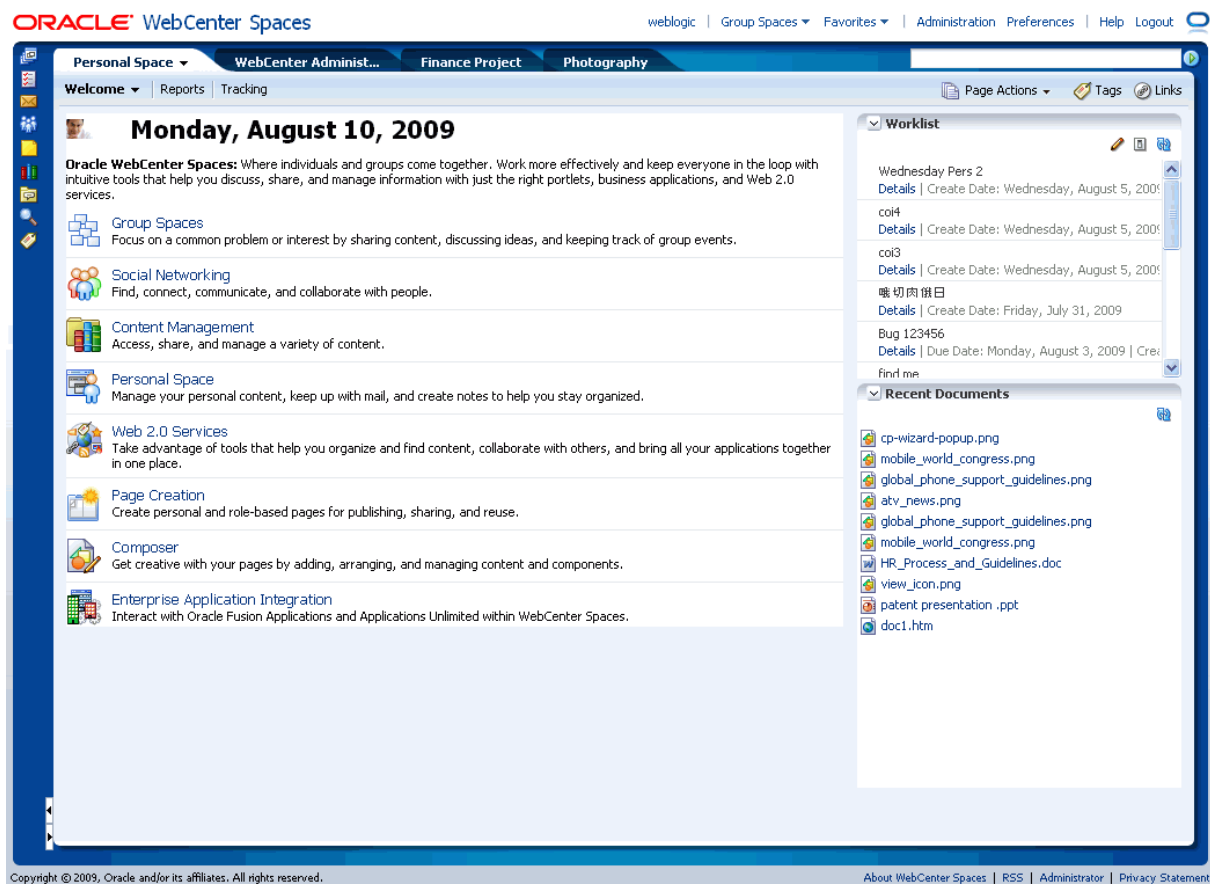 ORACLE WebCenter Spaces
weblogic | Group Spaces Favorites | Administration Preferences | Help Logout
Personal Space WebCenter Administ... Finance Project Photography
Welcome Reports Tracking
Page Actions Tags Links
Monday, August 10, 2009
Oracle WebCenter Spaces: Where individuals and groups come together. Work more effectively and keep everyone in the loop with
intuitive tools that help you discuss, share, and manage information with just the right portlets, business applications, and Web 2.0
services.
Group Spaces
Focus on a common problem or interest by sharing content, discussing ideas, and keeping track of group events.
Social Networking
Find, connect, communicate, and collaborate with people.
Content Management
Access, share, and manage a variety of content.
Personal Space
Manage your personal content, keep up with mail, and create notes to help you stay organized.
Web 2.0 Services
Take advantage of tools that help you organize and find content, collaborate with others, and bring all your applications together
in one place.
Page Creation
Create personal and role-based pages for publishing, sharing, and reuse.
Composer
Get creative with your pages by adding, arranging, and managing content and components.
Enterprise Application Integration
Interact with Oracle Fusion Applications and Applications Unlimited within WebCenter Spaces.
Worklist
Wednesday Pers 2
Details | Create Date: Wednesday, August 5, 2009
coi4
Details | Create Date: Wednesday, August 5, 2009
coi3
Details | Create Date: Wednesday, August 5, 2009
哦切肉俄日
Details | Create Date: Friday, July 31, 2009
Bug 123456
Details | Due Date: Monday, August 3, 2009 | Crea
find me
Recent Documents
cp-wizard-popup.png
mobile_world_congress.png
global_phone_support_guidelines.png
atv_news.png
global_phone_support_guidelines.png
mobile_world_congress.png
HR_Process_and_Guidelines.doc
view_icon.png
patent presentation .ppt
doc1.htm
Copyright © 2009, Oracle and/or its affiliates. All rights reserved.
About WebCenter Spaces | RSS | Administrator | Privacy Statement